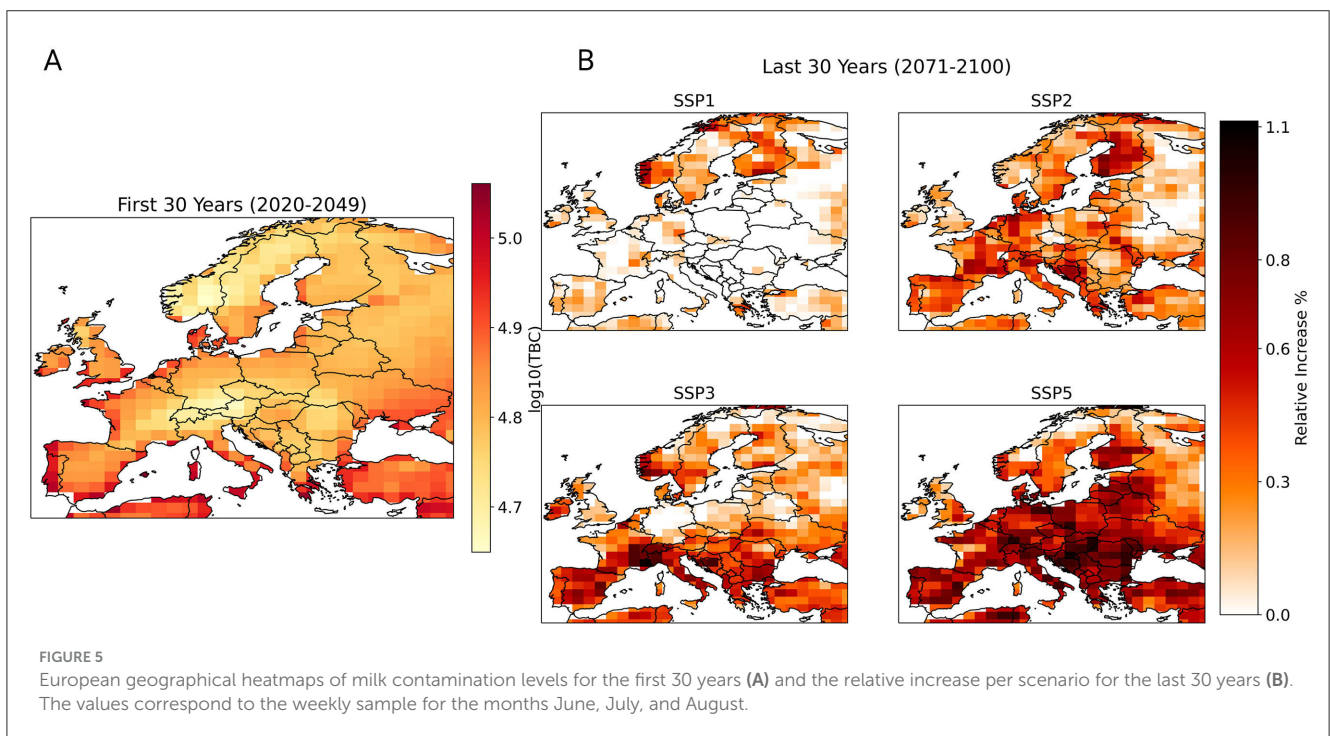 A
B
Last 30 Years (2071-2100)
SSP1
SSP2
First 30 Years (2020-2049)
5.0
4.9
4.8
4.7
log10(TBC)
SSP3
SSP5
1.1
0.8
0.6
0.3
0.0
Relative Increase %
FIGURE 5
European geographical heatmaps of milk contamination levels for the first 30 years (A) and the relative increase per scenario for the last 30 years (B).
The values correspond to the weekly sample for the months June, July, and August.